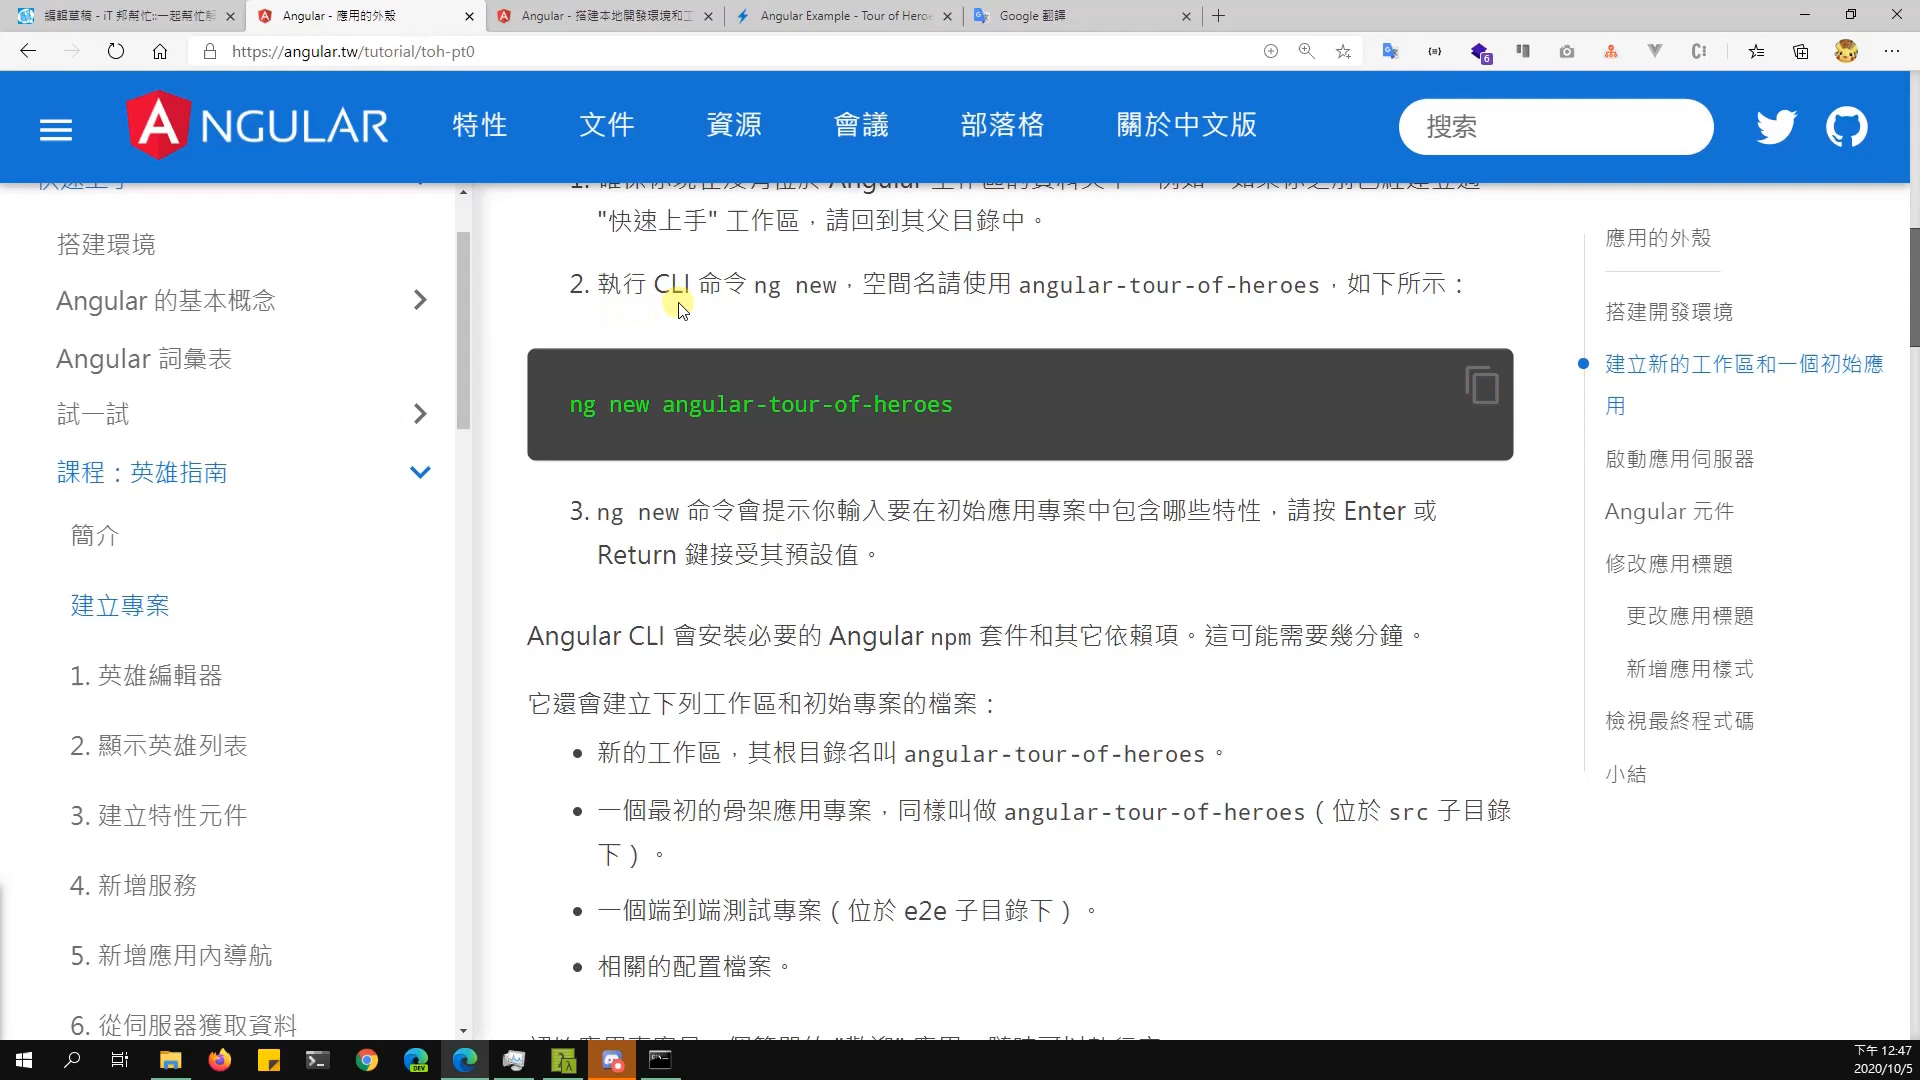 編輯草稿 - iT 邦幫忙::一起幫忙解
Angular - 應用的外殼
Angular - 搭建本地開發環境和工
Angular Example - Tour of Heroe
Google 翻譯
https://angular.tw/tutorial/toh-pt0
6
ANGULAR
特性
文件
資源
會議
部落格
關於中文版
搜索
快速上手
搭建環境
Angular 的基本概念
Angular 詞彙表
試一試
課程：英雄指南
簡介
建立專案
1. 英雄編輯器
2. 顯示英雄列表
3. 建立特性元件
4. 新增服務
5. 新增應用內導航
6. 從伺服器獲取資料
"快速上手" 工作區，請回到其父目錄中。
2. 執行 CLI 命令 ng new，空間名請使用 angular-tour-of-heroes，如下所示：
ng new angular-tour-of-heroes
3. ng new 命令會提示你輸入要在初始應用專案中包含哪些特性，請按 Enter 或
Return 鍵接受其預設值。
Angular CLI 會安裝必要的 Angular npm 套件和其它依賴項。這可能需要幾分鐘。
它還會建立下列工作區和初始專案的檔案：
• 新的工作區，其根目錄名叫 angular-tour-of-heroes。
• 一個最初的骨架應用專案，同樣叫做 angular-tour-of-heroes（位於 src 子目錄
下）。
• 一個端到端測試專案（位於 e2e 子目錄下）。
• 相關的配置檔案。
應用的外殼
搭建開發環境
建立新的工作區和一個初始應
用
啟動應用伺服器
Angular 元件
修改應用標題
更改應用標題
新增應用樣式
檢視最終程式碼
小結
DEV
下午 12:47
2020/10/5